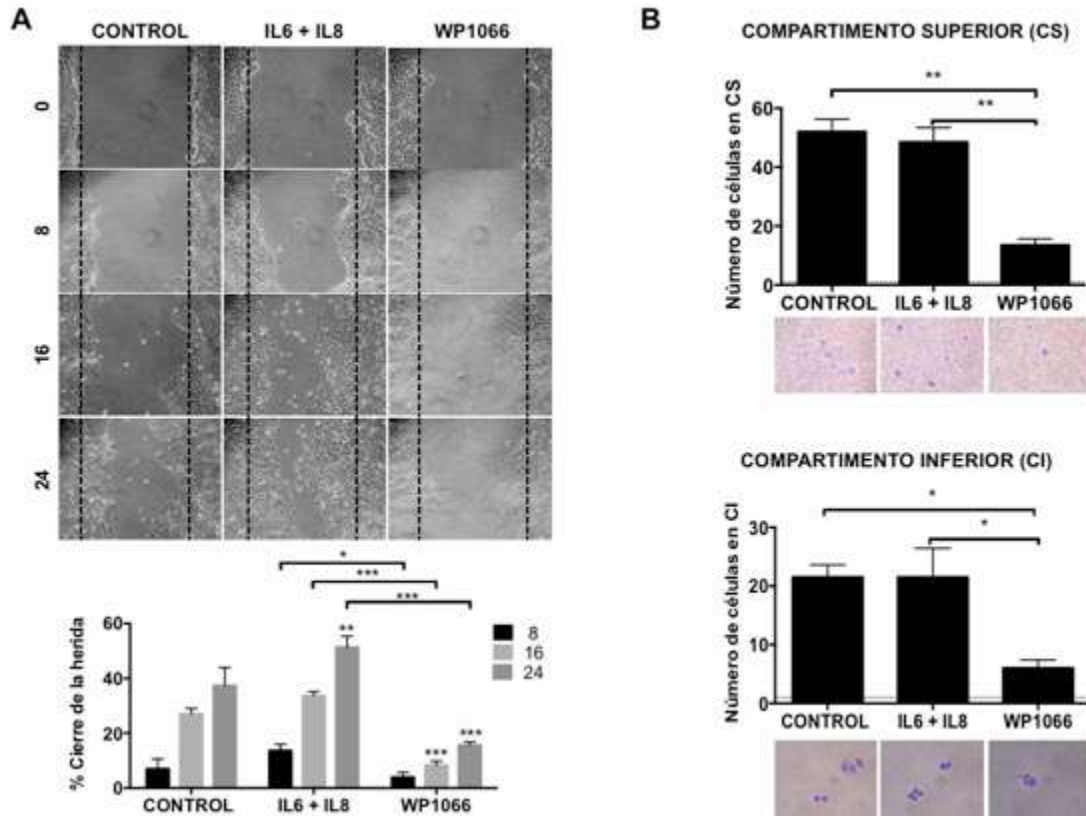 A
CONTROL IL6 + IL8 WP1066
0
8
16
24
* 
***
***
% Cierre de la herida
60
40
20
0
**
*** ***
8
16
24
CONTROL IL6 + IL8 WP1066
B
COMPARTIMENTO SUPERIOR (CS)
**
**
Número de células en CS
60
40
20
0
CONTROL IL6 + IL8 WP1066
COMPARTIMENTO INFERIOR (CI)
*
*
Número de células en CI
30
20
10
0
CONTROL IL6 + IL8 WP1066